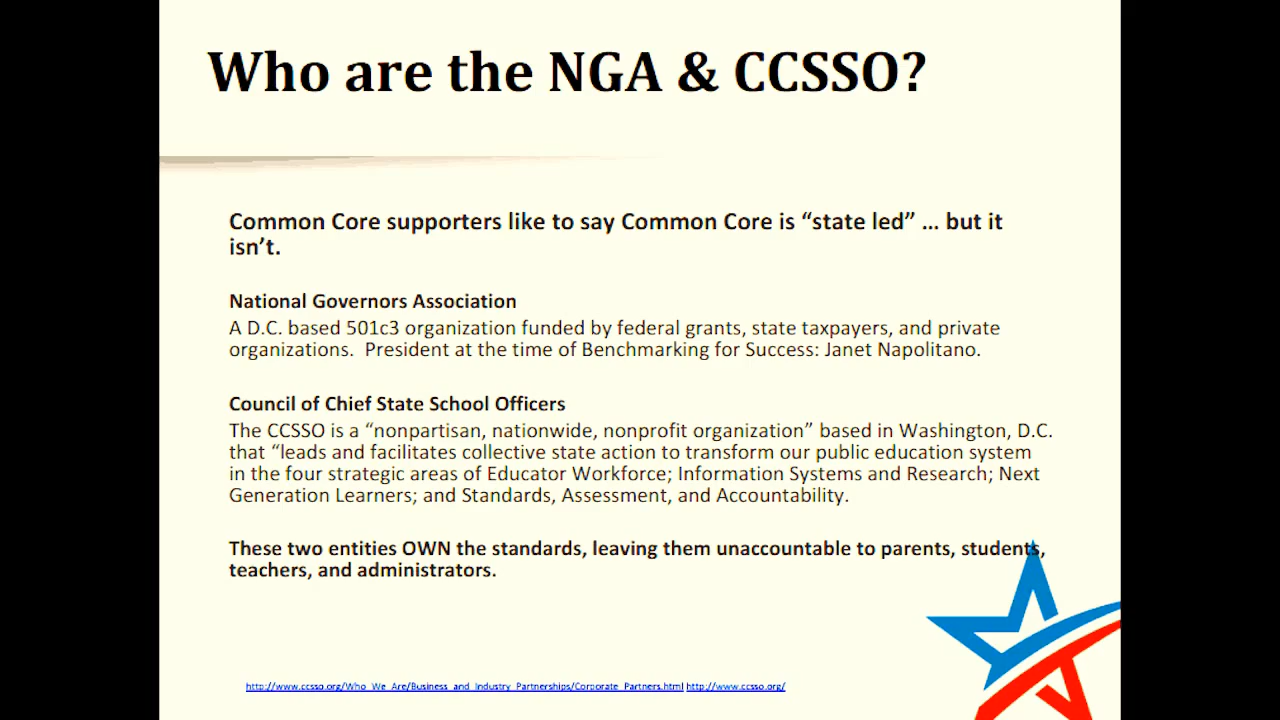 Who are the NGA & CCSSO?
Common Core supporters like to say Common Core is “state led” … but it
isn’t.
National Governors Association
A D.C. based 501c3 organization funded by federal grants, state taxpayers, and private
organizations.  President at the time of Benchmarking for Success: Janet Napolitano.
Council of Chief State School Officers
The CCSSO is a “nonpartisan, nationwide, nonprofit organization” based in Washington, D.C.
that “leads and facilitates collective state action to transform our public education system
in the four strategic areas of Educator Workforce; Information Systems and Research; Next
Generation Learners; and Standards, Assessment, and Accountability.
These two entities OWN the standards, leaving them unaccountable to parents, students,
teachers, and administrators.
http://www.ccsso.org/Who_We_Are/Business_and_Industry_Partnerships/Corporate_Partners.html http://www.ccsso.org/